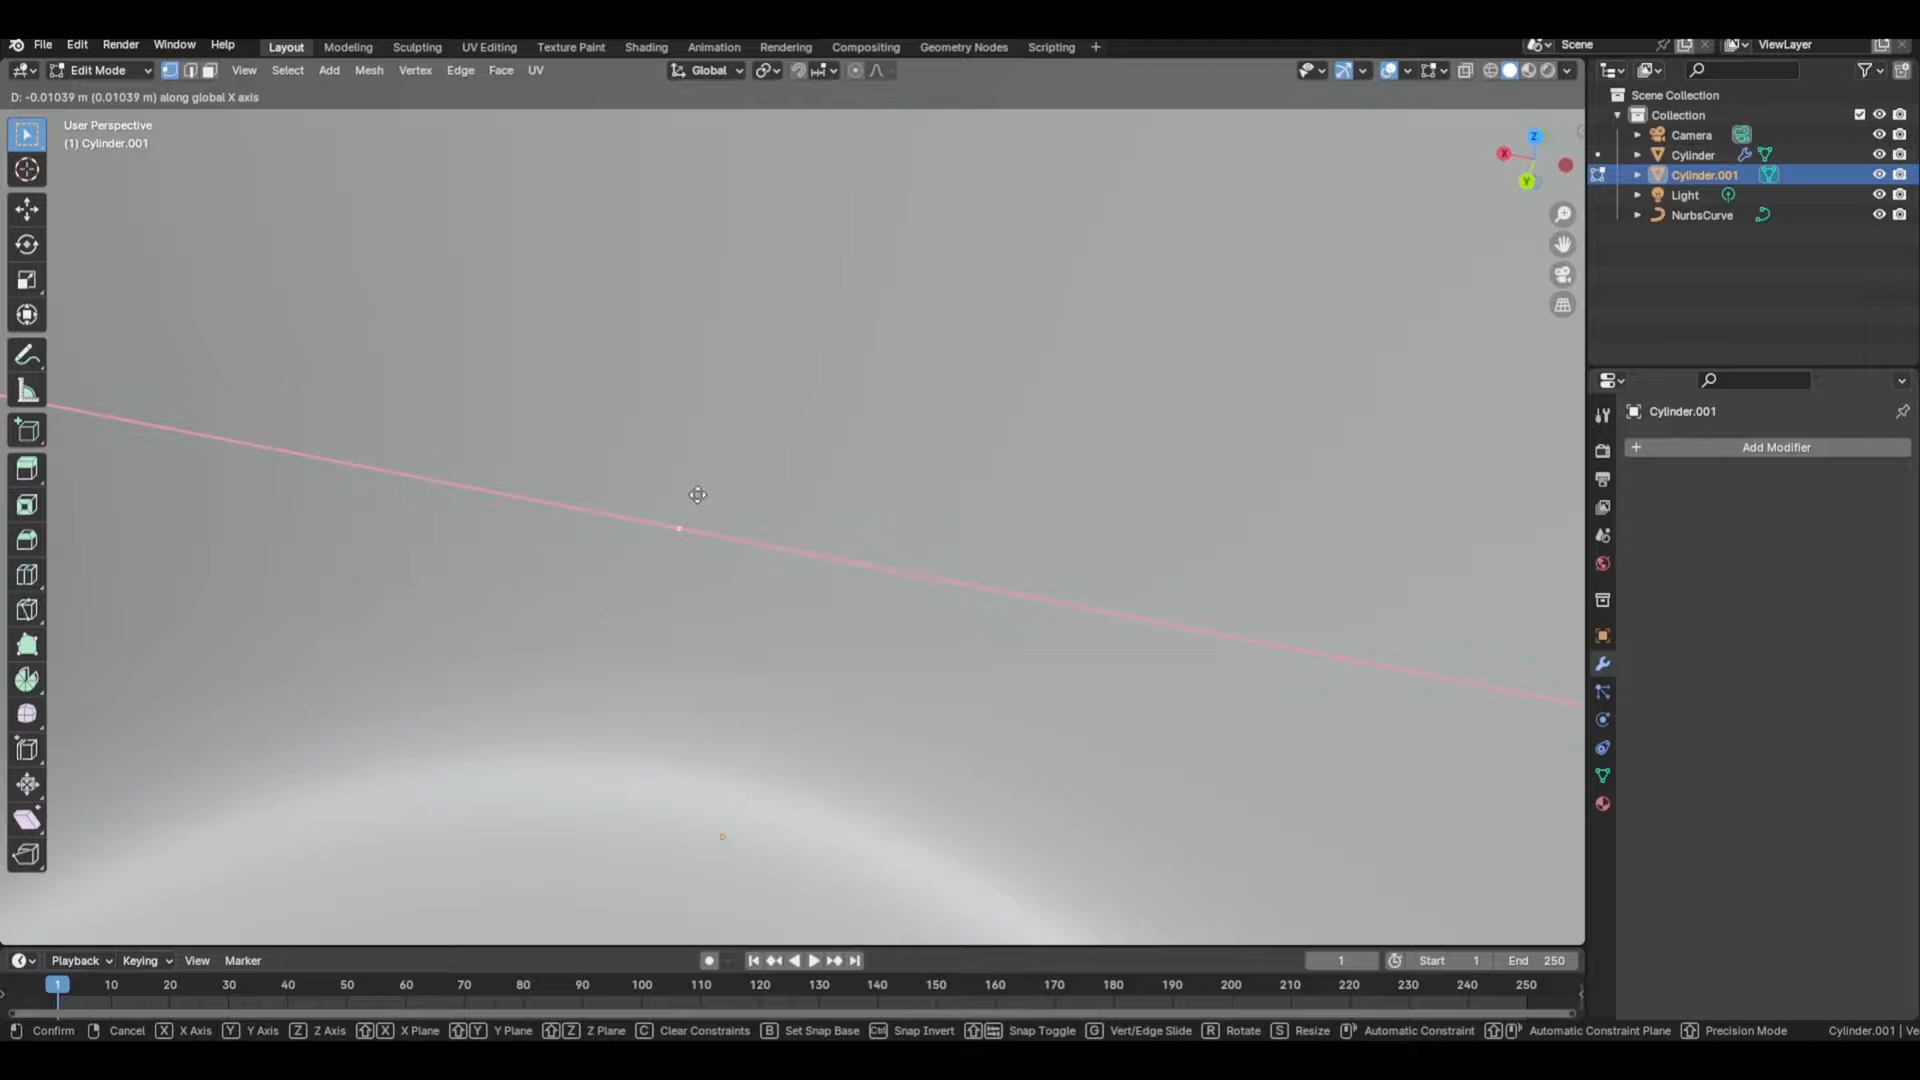 File Edit Render Window Help Layout Modeling Sculpting UV Editing Texture Paint Shading Animation Rendering Compositing Geometry Nodes Scripting + Scene ViewLayer
Edit Mode View Select Add Mesh Vertex Edge Face UV Global
D: -0.01039 m (0.01039 m) along global X axis
User Perspective
(1) Cylinder.001
Z
X
Y
Scene Collection
Collection
Camera
Cylinder
Cylinder.001
Light
NurbsCurve
Cylinder.001
+ Add Modifier
Playback Keying View Marker 1 Start 1 End 250
1 10 20 30 40 50 60 70 80 90 100 110 120 130 140 150 160 170 180 190 200 210 220 230 240 250
Confirm Cancel X X Axis Y Y Axis Z Z Axis X X Plane Y Y Plane Z Z Plane C Clear Constraints B Set Snap Base Ctrl Snap Invert Snap Toggle G Vert/Edge Slide R Rotate S Resize Automatic Constraint Automatic Constraint Plane Precision Mode Cylinder.001 | Ve